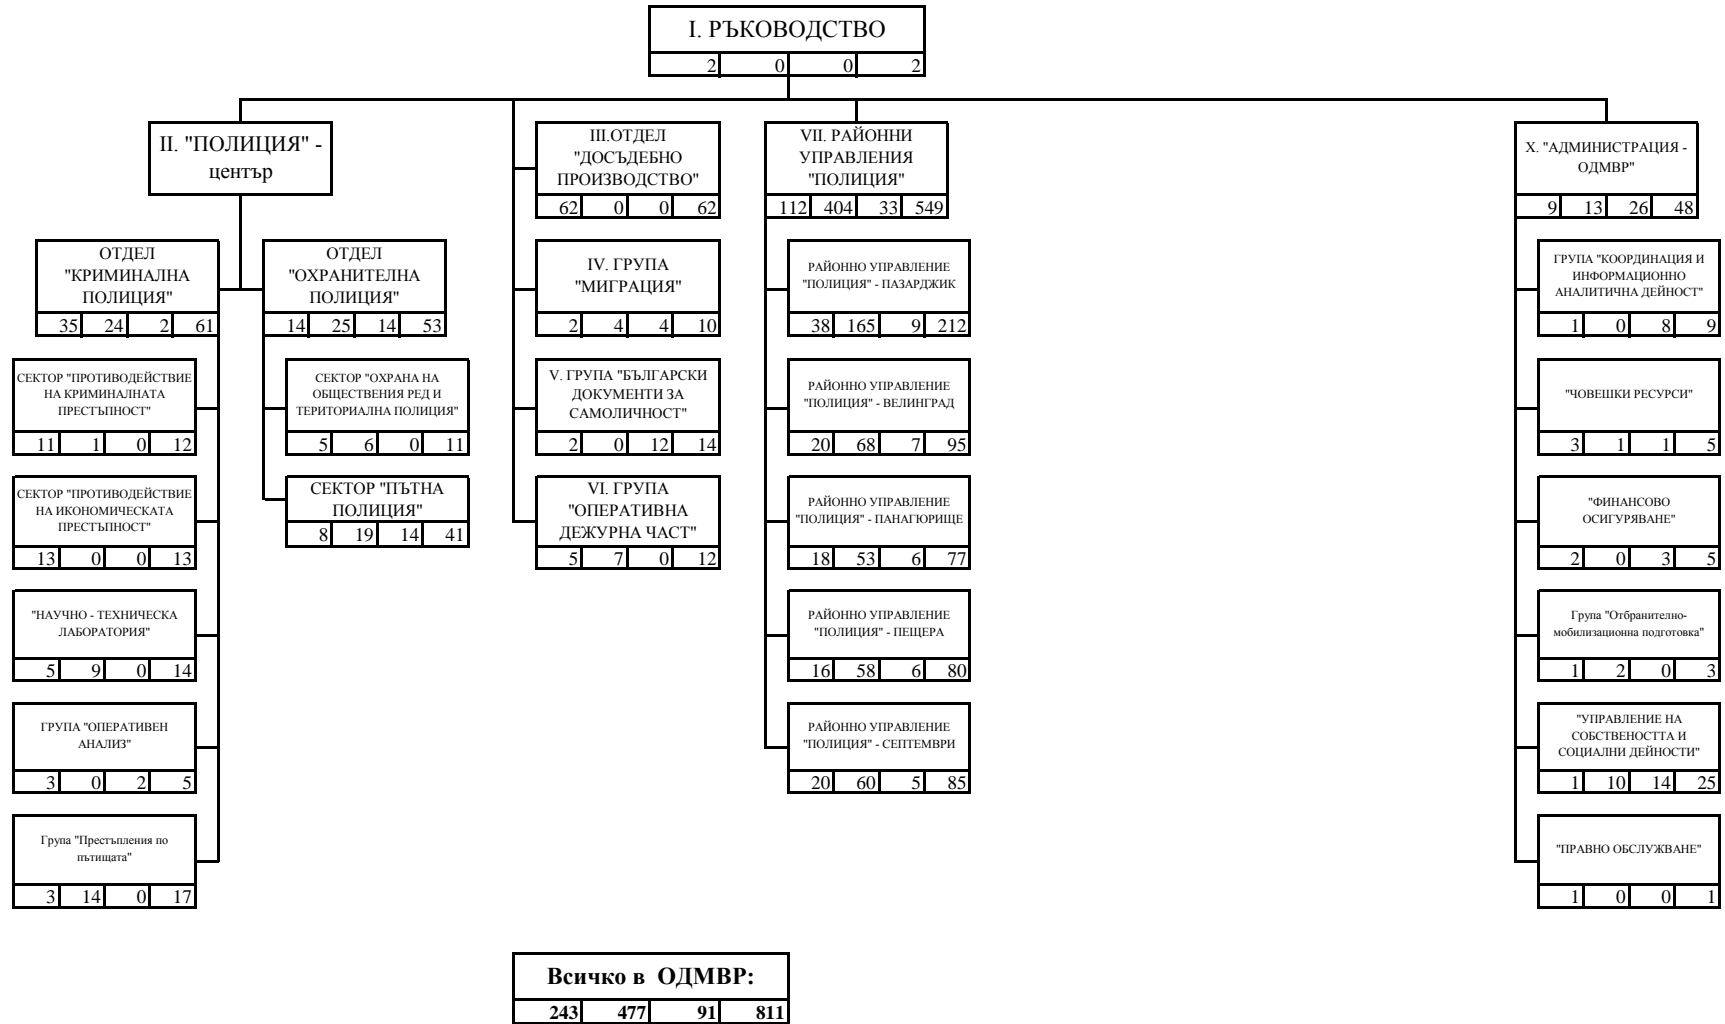 I. РЪКОВОДСТВО
2 0 0 2
II. "ПОЛИЦИЯ" -
център
ОТДЕЛ
"КРИМИНАЛНА
ПОЛИЦИЯ"
35 24 2 61
СЕКТОР "ПРОТИВОДЕЙСТВИЕ
НА КРИМИНАЛНАТА
ПРЕСТЪПНОСТ"
11 1 0 12
СЕКТОР "ПРОТИВОДЕЙСТВИЕ
НА ИКОНОМИЧЕСКАТА
ПРЕСТЪПНОСТ"
13 0 0 13
"НАУЧНО - ТЕХНИЧЕСКА
ЛАБОРАТОРИЯ"
5 9 0 14
ГРУПА "ОПЕРАТИВЕН
АНАЛИЗ"
3 0 2 5
Група "Престъпления по
пътищата"
3 14 0 17
ОТДЕЛ
"ОХРАНИТЕЛНА
ПОЛИЦИЯ"
14 25 14 53
СЕКТОР "ОХРАНА НА
ОБЩЕСТВЕНИЯ РЕД И
ТЕРИТОРИАЛНА ПОЛИЦИЯ"
5 6 0 11
СЕКТОР "ПЪТНА
ПОЛИЦИЯ"
8 19 14 41
III.ОТДЕЛ
"ДОСЪДЕБНО
ПРОИЗВОДСТВО"
62 0 0 62
IV. ГРУПА
"МИГРАЦИЯ"
2 4 4 10
V. ГРУПА "БЪЛГАРСКИ
ДОКУМЕНТИ ЗА
САМОЛИЧНОСТ"
2 0 12 14
VI. ГРУПА
"ОПЕРАТИВНА
ДЕЖУРНА ЧАСТ"
5 7 0 12
VII. РАЙОННИ
УПРАВЛЕНИЯ
"ПОЛИЦИЯ"
112 404 33 549
РАЙОННО УПРАВЛЕНИЕ
"ПОЛИЦИЯ" - ПАЗАРДЖИК
38 165 9 212
РАЙОННО УПРАВЛЕНИЕ
"ПОЛИЦИЯ" - ВЕЛИНГРАД
20 68 7 95
РАЙОННО УПРАВЛЕНИЕ
"ПОЛИЦИЯ" - ПАНАГЮРИЩЕ
18 53 6 77
РАЙОННО УПРАВЛЕНИЕ
"ПОЛИЦИЯ" - ПЕЩЕРА
16 58 6 80
РАЙОННО УПРАВЛЕНИЕ
"ПОЛИЦИЯ" - СЕПТЕМВРИ
20 60 5 85
X. "АДМИНИСТРАЦИЯ -
ОДМВР"
9 13 26 48
ГРУПА "КООРДИНАЦИЯ И
ИНФОРМАЦИОННО
АНАЛИТИЧНА ДЕЙНОСТ"
1 0 8 9
"ЧОВЕШКИ РЕСУРСИ"
3 1 1 5
"ФИНАНСОВО
ОСИГУРЯВАНЕ"
2 0 3 5
Група "Отбранително-
мобилизационна подготовка"
1 2 0 3
"УПРАВЛЕНИЕ НА
СОБСТВЕНОСТТА И
СОЦИАЛНИ ДЕЙНОСТИ"
1 10 14 25
"ПРАВНО ОБСЛУЖВАНЕ"
1 0 0 1
Всичко в ОДМВР:
243 477 91 811